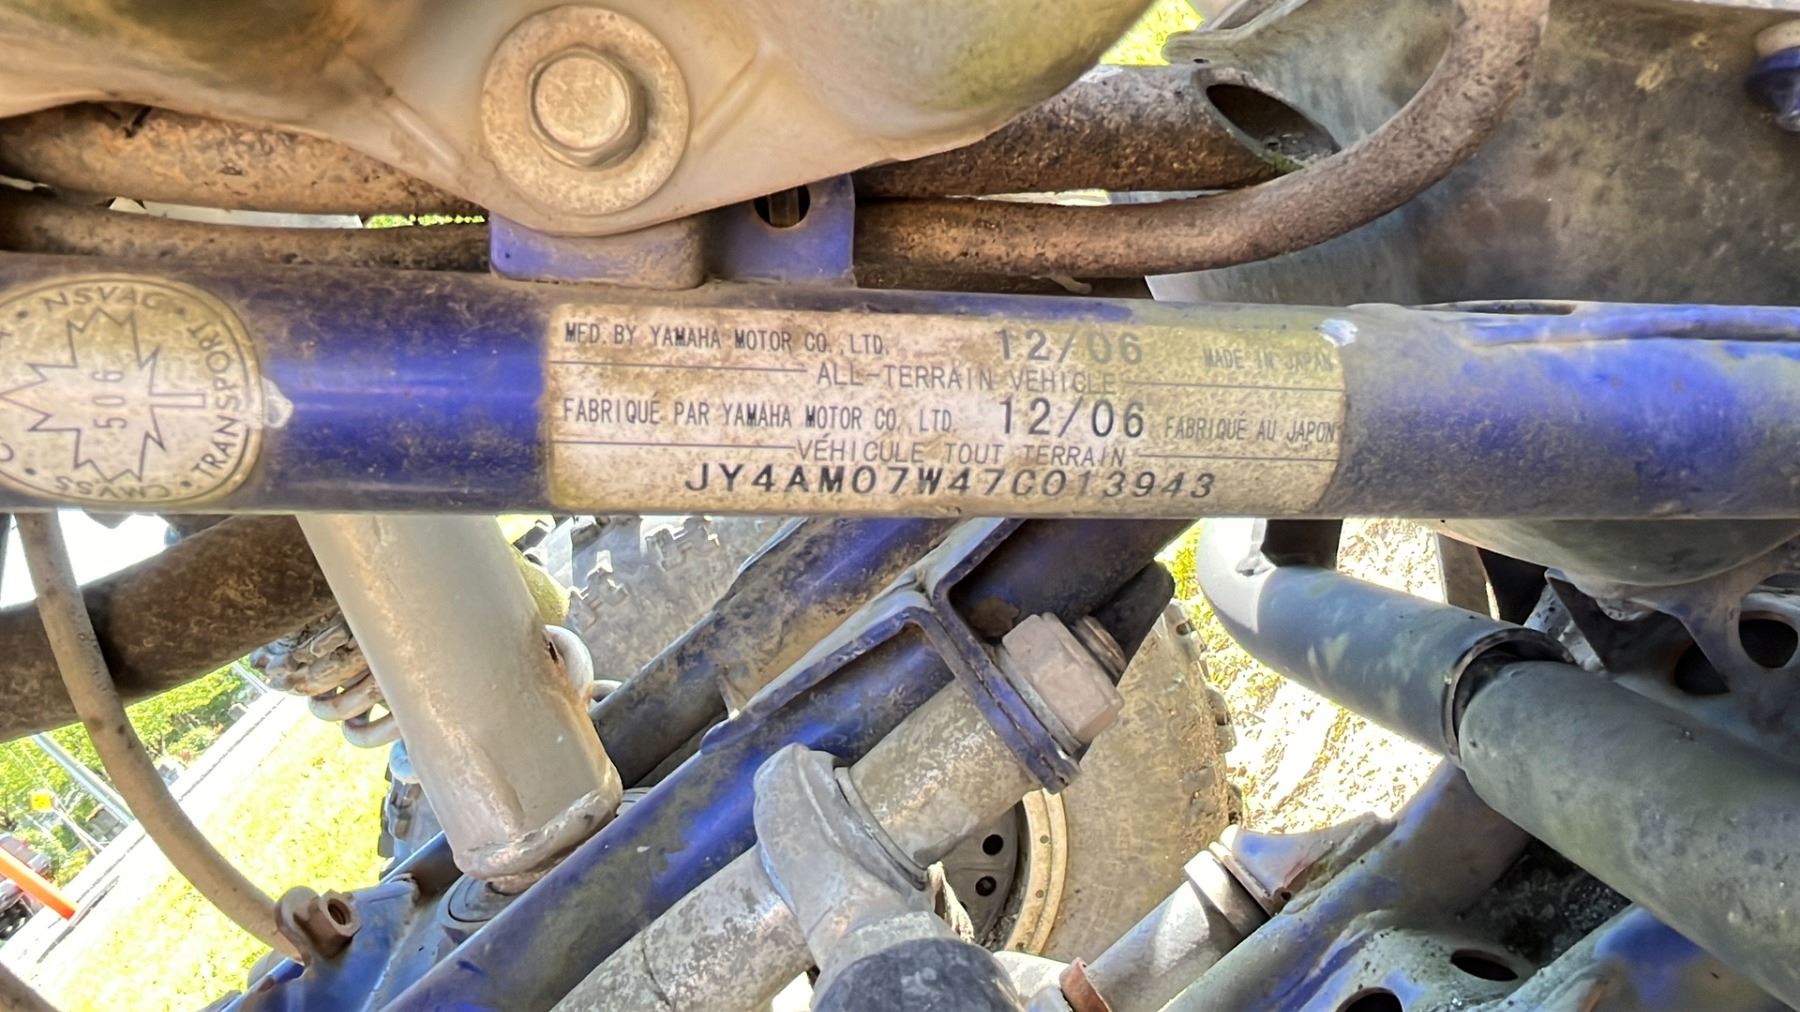 NSVAC • TRANSPORT •
506
CMVSS •
MFD. BY YAMAHA MOTOR CO.,LTD. 12/06 MADE IN JAPAN
ALL-TERRAIN VEHICLE
FABRIQUÉ PAR YAMAHA MOTOR CO.,LTD. 12/06 FABRIQUÉ AU JAPON
VÉHICULE TOUT TERRAIN
JY4AM07W47C013943